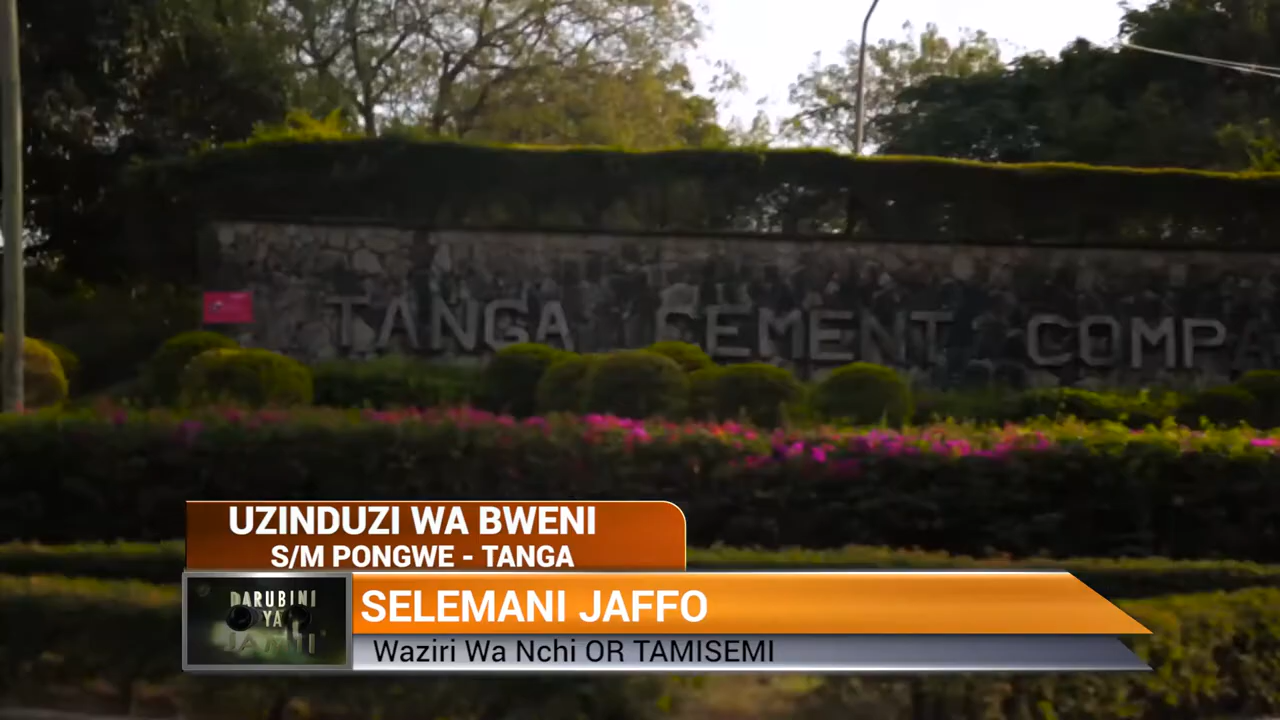 TANGA CEMENT COMPA
UZINDUZI WA BWENI
S/M PONGWE - TANGA
DARUBINI
YA
JAMII
SELEMANI JAFFO
Waziri Wa Nchi OR TAMISEMI